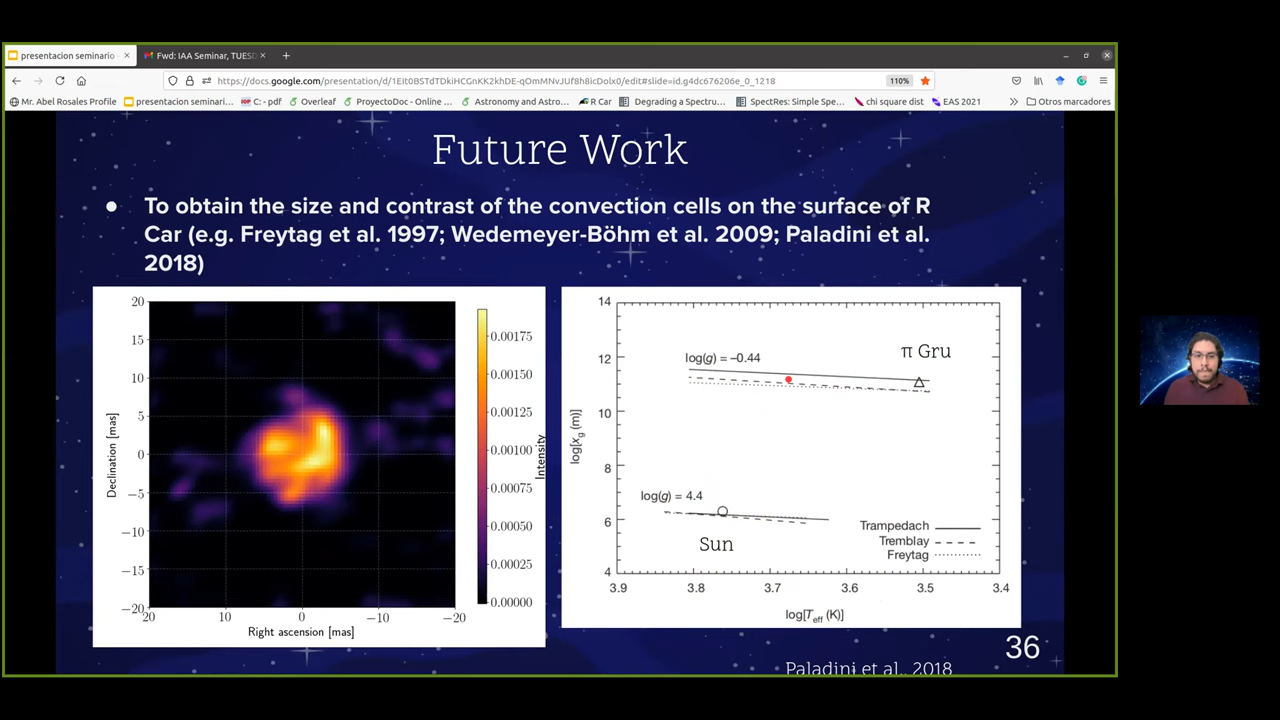 presentacion seminario
Fwd: IAA Seminar, TUESD
https://docs.google.com/presentation/d/1EIt0BSTdTDkiHCGnKK2khDE-qOmMNvJUf8h8icDolx0/edit#slide=id.g4dc676206e_0_1218
110%
Mr. Abel Rosales Profile
presentacion seminari...
C: - pdf
Overleaf
ProyectoDoc - Online ...
Astronomy and Astro...
R Car
Degrading a Spectru...
SpectRes: Simple Spe...
chi square dist
EAS 2021
Otros marcadores
Future Work
● To obtain the size and contrast of the convection cells on the surface of R
Car (e.g. Freytag et al. 1997; Wedemeyer-Böhm et al. 2009; Paladini et al.
2018)
20
15
10
5
0
−5
−10
−15
−20
Declination [mas]
20
10
0
−10
−20
Right ascension [mas]
0.00175
0.00150
0.00125
0.00100
0.00075
0.00050
0.00025
0.00000
Intensity
14
12
10
8
6
4
log[xg (m)]
log(g) = −0.44
π Gru
log(g) = 4.4
Sun
Trampedach
Tremblay
Freytag
3.9
3.8
3.7
3.6
3.5
3.4
log[Teff (K)]
36
Paladini et al., 2018